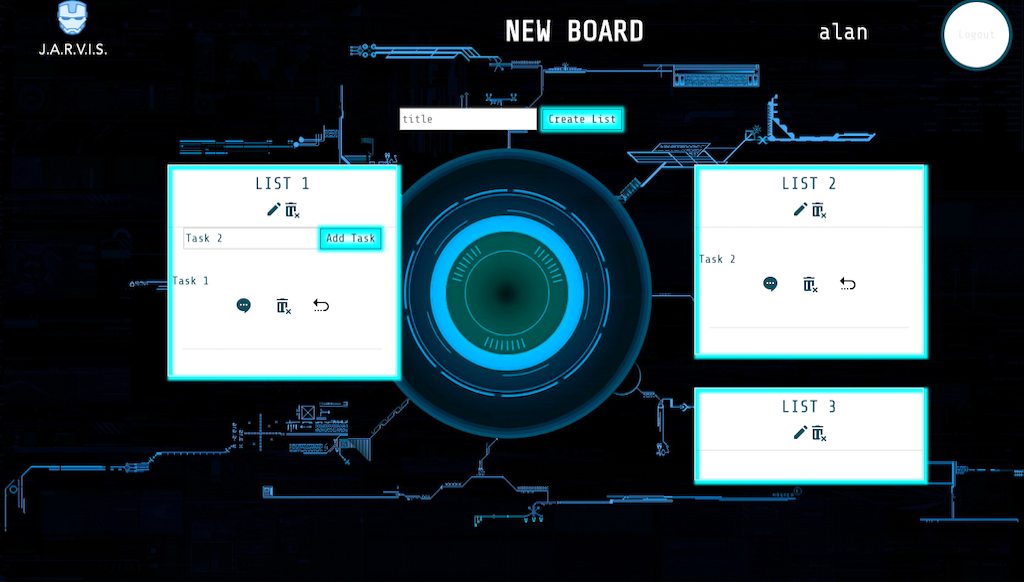 NEW BOARD
alan
Logout
J.A.R.V.I.S.
title
Create List
LIST 1
Task 2
Add Task
Task 1
LIST 2
Task 2
LIST 3